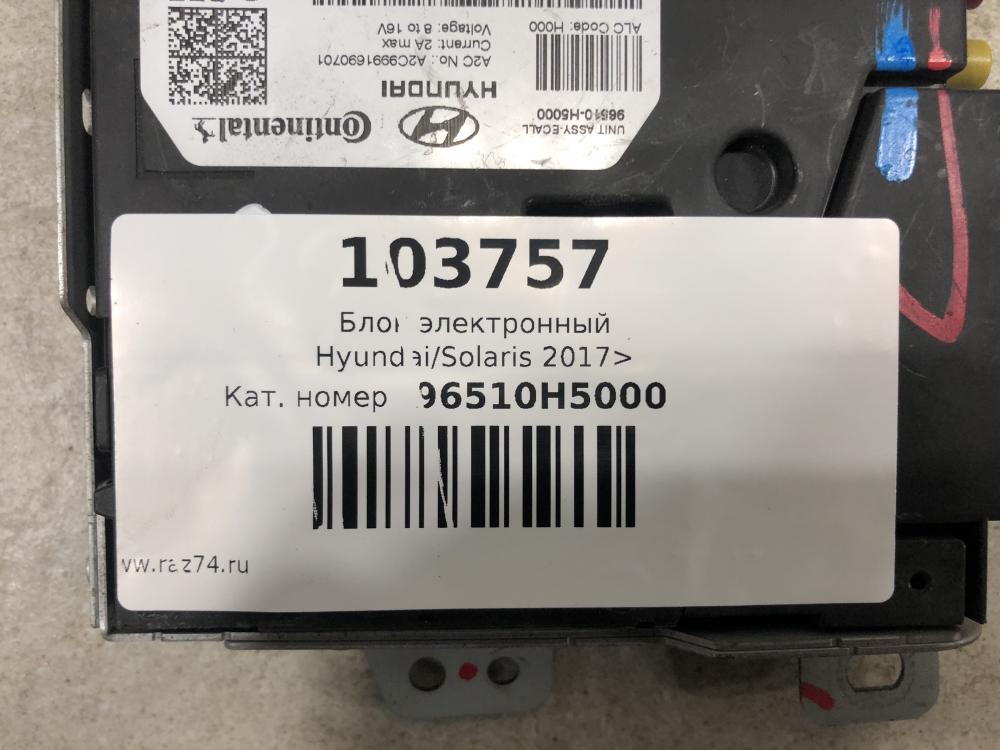 UNIT ASSY-ECALL
96510-H5000
HYUNDAI
Continental
A2C No.: A2C9991690701
Current: 2A max
Voltage: 8 to 16V
ALC Code: H000
103757
Блок электронный
Hyundai/Solaris 2017>
Кат. номер 96510H5000
www.raz74.ru